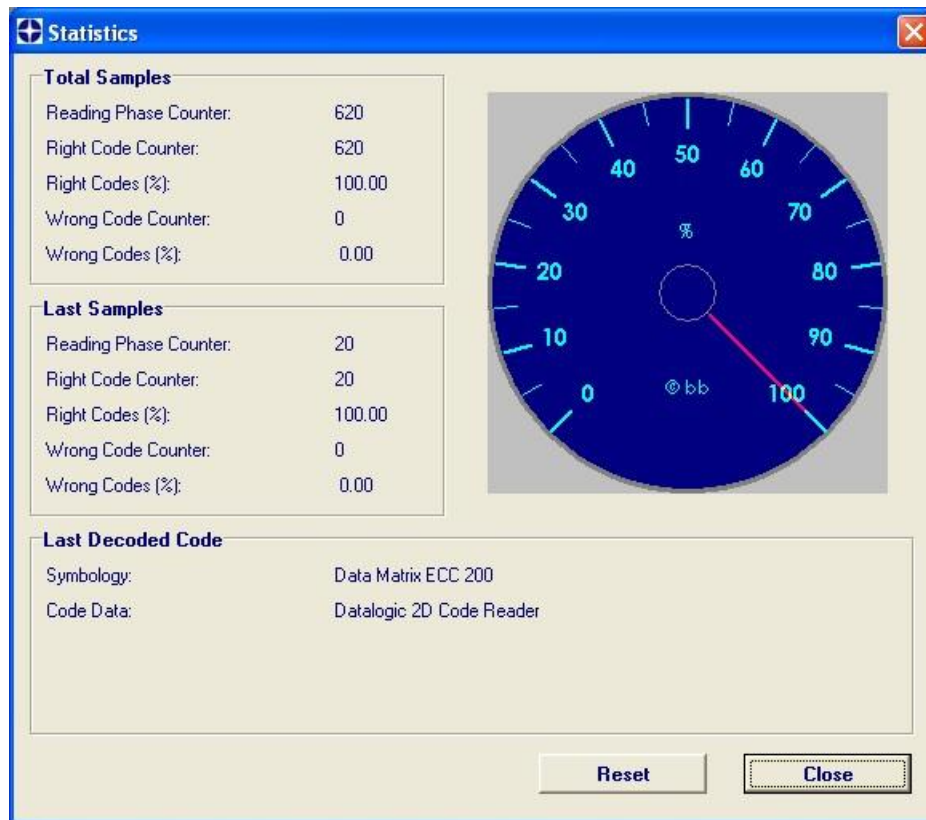 Statistics
Total Samples
Reading Phase Counter: 620
Right Code Counter: 620
Right Codes (%): 100.00
Wrong Code Counter: 0
Wrong Codes (%): 0.00
Last Samples
Reading Phase Counter: 20
Right Code Counter: 20
Right Codes (%): 100.00
Wrong Code Counter: 0
Wrong Codes (%): 0.00
0
10
20
30
40
50
60
70
80
90
100
%
© bb
Last Decoded Code
Symbology: Data Matrix ECC 200
Code Data: Datalogic 2D Code Reader
Reset Close